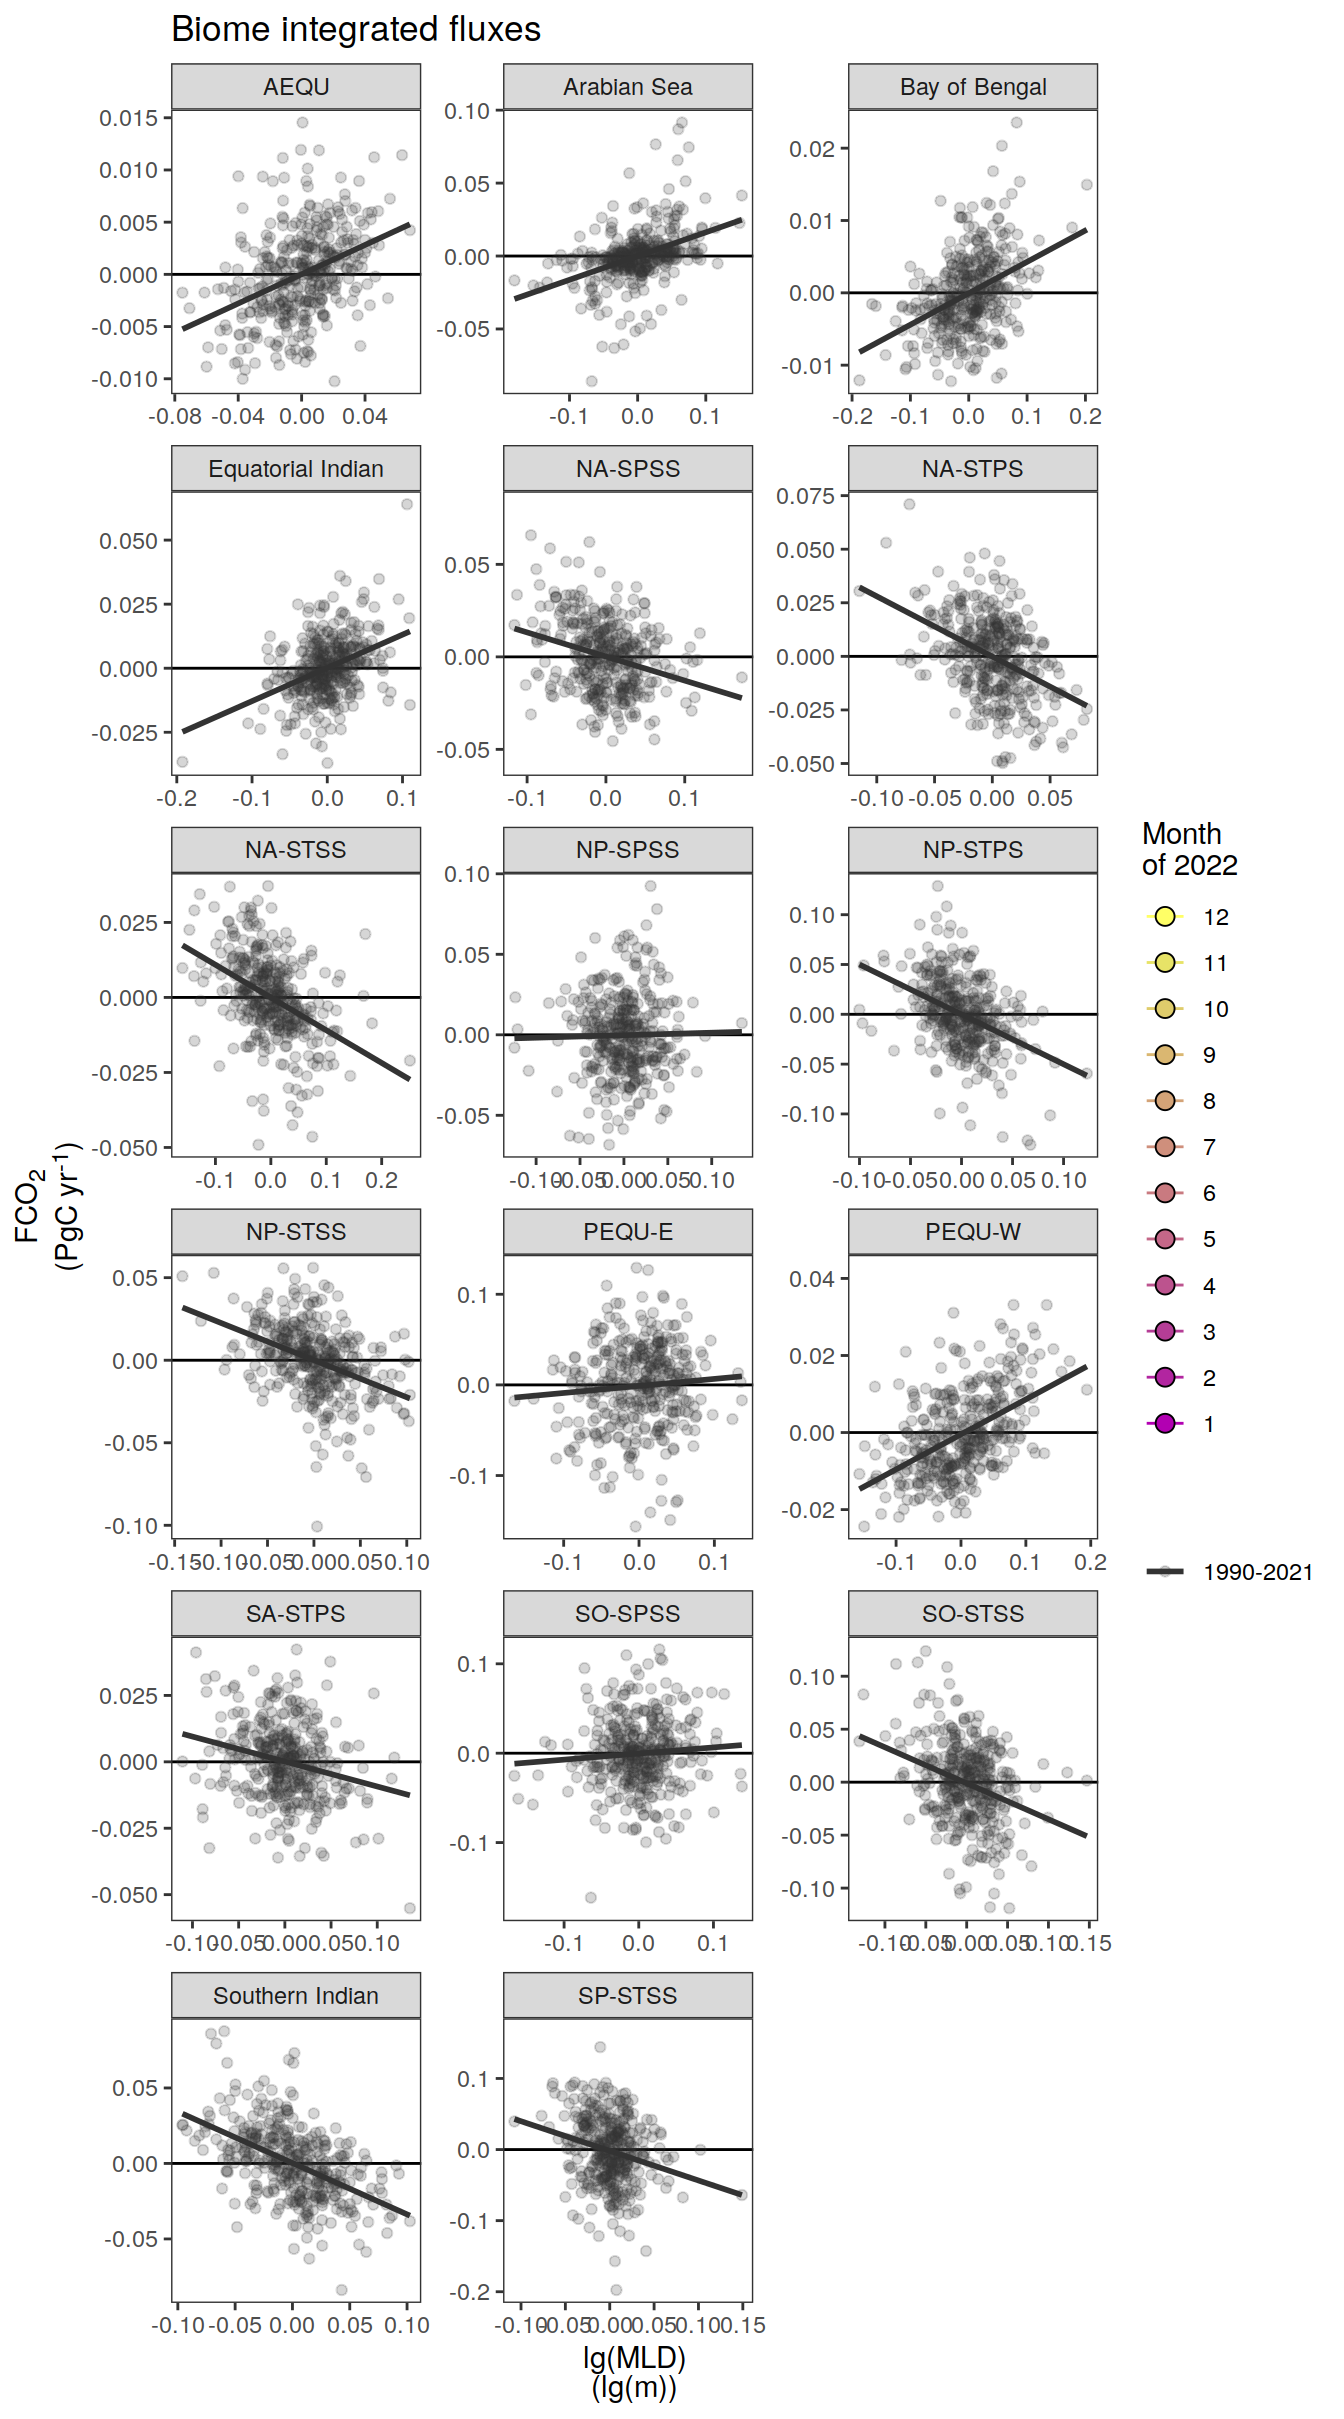 Biome integrated fluxes
AEQU
Arabian Sea
Bay of Bengal
0.015
0.010
0.005
0.000
-0.005
-0.010
0.10
0.05
0.00
-0.05
0.02
0.01
0.00
-0.01
-0.08 -0.04 0.00 0.04
-0.1 0.0 0.1
-0.2 -0.1 0.0 0.1 0.2
Equatorial Indian
NA-SPSS
NA-STPS
0.050
0.025
0.000
-0.025
0.05
0.00
-0.05
0.075
0.050
0.025
0.000
-0.025
-0.050
-0.2 -0.1 0.0 0.1
-0.1 0.0 0.1
-0.10 -0.05 0.00 0.05
NA-STSS
NP-SPSS
NP-STPS
0.025
0.000
-0.025
-0.050
0.10
0.05
0.00
-0.05
0.10
0.05
0.00
-0.05
-0.10
-0.1 0.0 0.1 0.2
-0.10 -0.05 0.00 0.05 0.10
-0.10 -0.05 0.00 0.05 0.10
NP-STSS
PEQU-E
PEQU-W
0.05
0.00
-0.05
-0.10
0.1
0.0
-0.1
0.04
0.02
0.00
-0.02
-0.15 -0.10 -0.05 0.00 0.05 0.10
-0.1 0.0 0.1
-0.1 0.0 0.1 0.2
SA-STPS
SO-SPSS
SO-STSS
0.025
0.000
-0.025
-0.050
0.1
0.0
-0.1
0.10
0.05
0.00
-0.05
-0.10
-0.10 -0.05 0.00 0.05 0.10
-0.1 0.0 0.1
-0.10 -0.05 0.00 0.05 0.10 0.15
Southern Indian
SP-STSS
0.05
0.00
-0.05
0.1
0.0
-0.1
-0.2
-0.10 -0.05 0.00 0.05 0.10
-0.10 -0.05 0.00 0.05 0.10 0.15
lg(MLD)
(lg(m))
FCO₂
(PgC yr⁻¹)
Month
of 2022
12
11
10
9
8
7
6
5
4
3
2
1
1990-2021